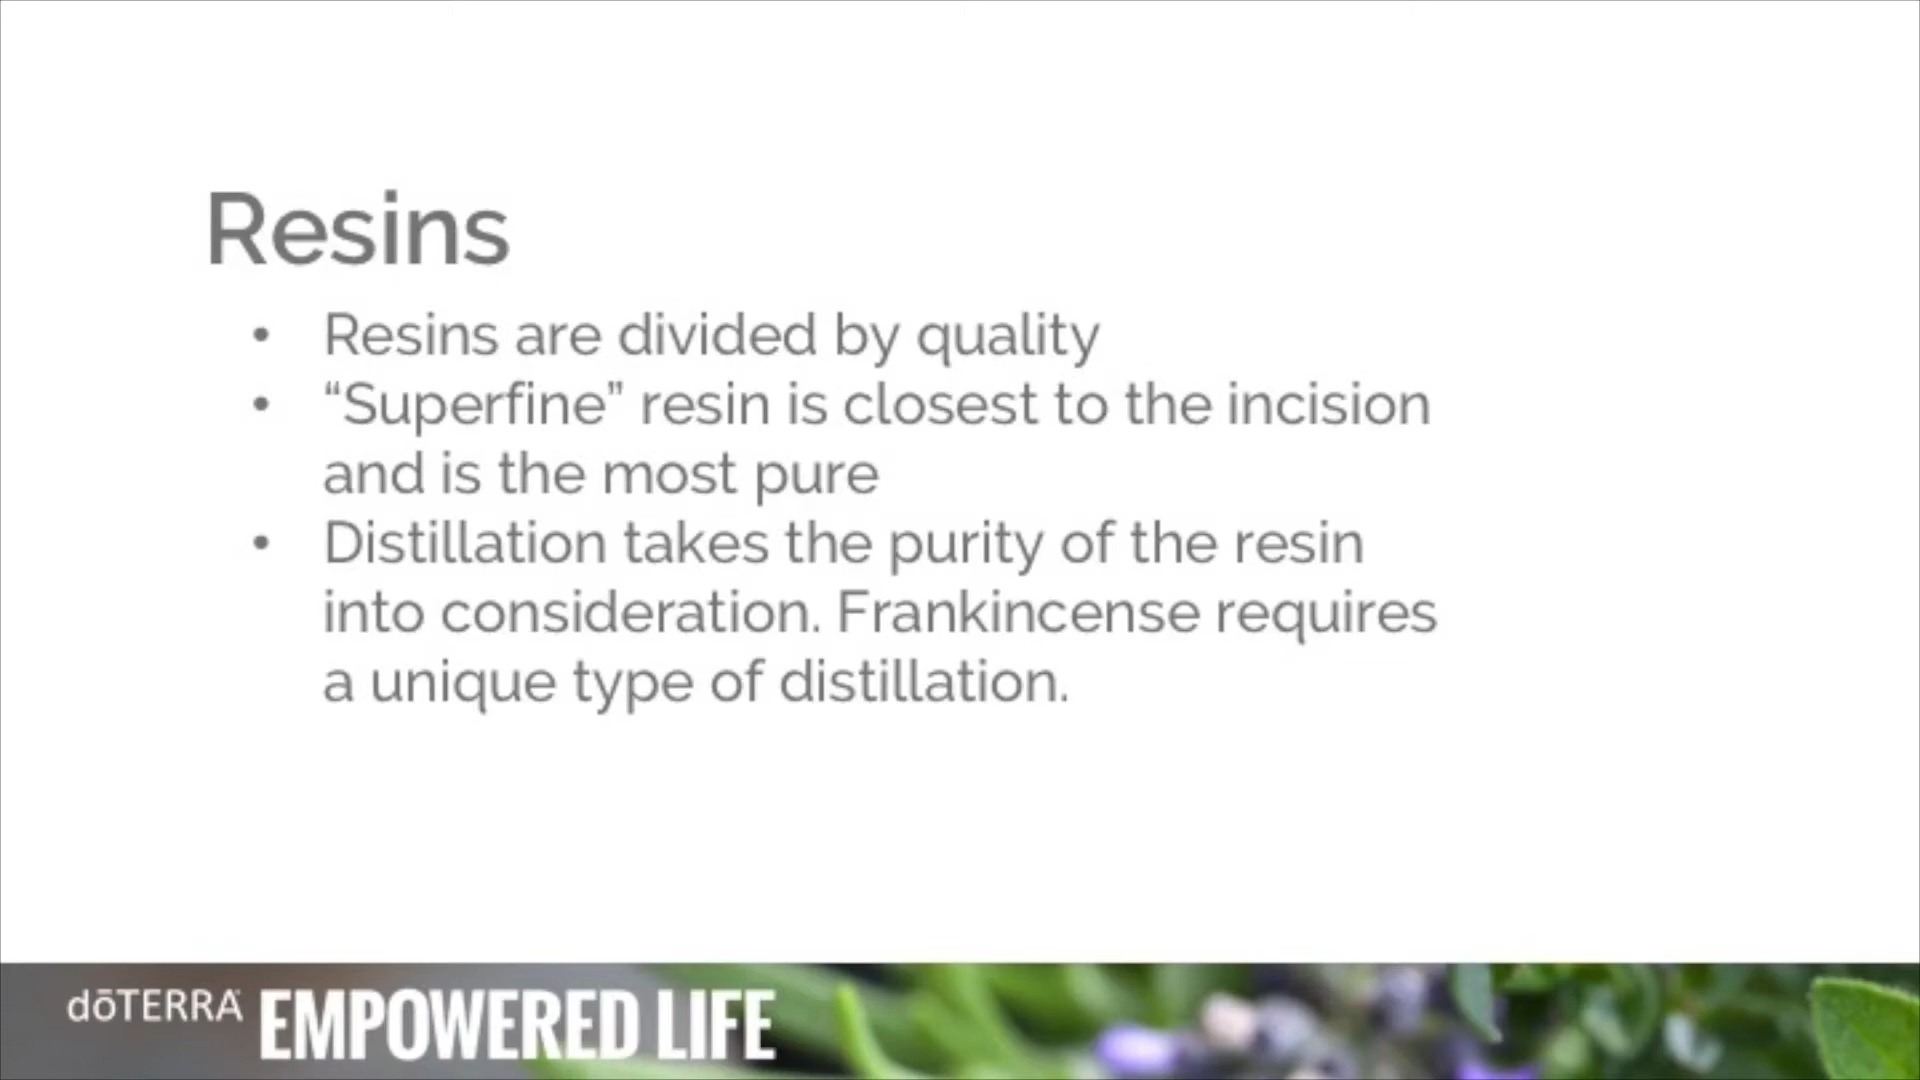 Resins
• Resins are divided by quality
• “Superfine” resin is closest to the incision
and is the most pure
• Distillation takes the purity of the resin
into consideration. Frankincense requires
a unique type of distillation.
dōTERRA EMPOWERED LIFE